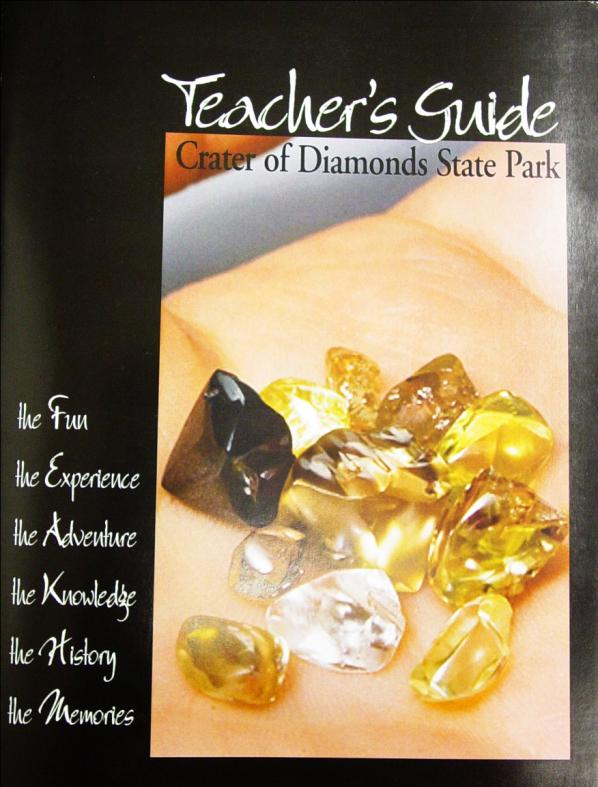 Teacher's Guide
Crater of Diamonds State Park
the Fun
the Experience
the Adventure
the Knowledge
the History
the Memories